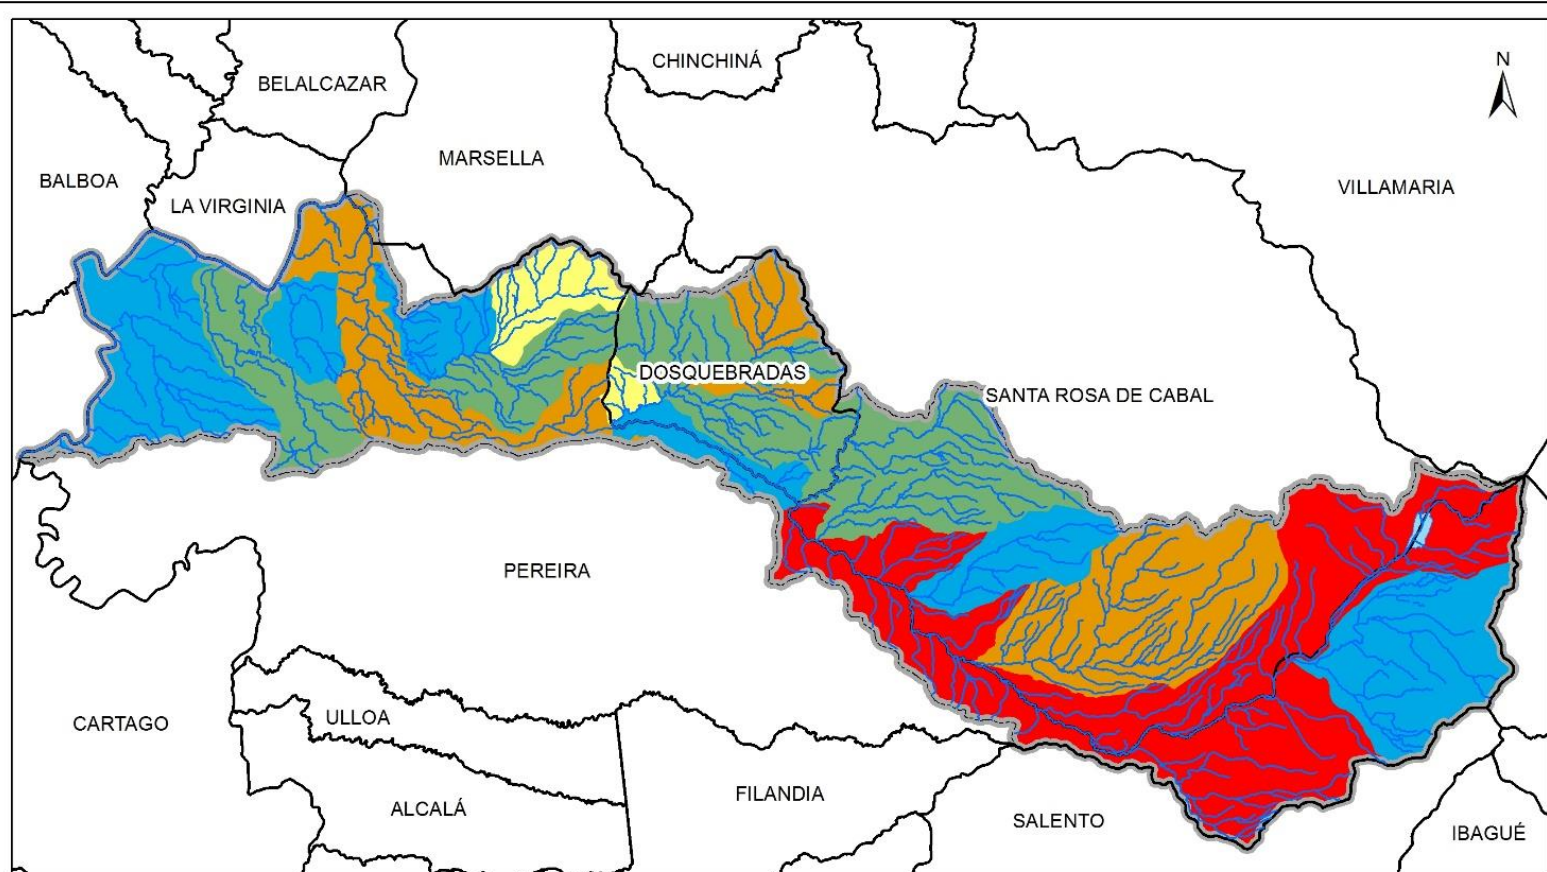 CHINCHINÁ
N
BELALCAZAR
MARSELLA
BALBOA
VILLAMARIA
LA VIRGINIA
DOSQUEBRADAS
SANTA ROSA DE CABAL
PEREIRA
CARTAGO
ULLOA
FILANDIA
ALCALÁ
SALENTO
IBAGUÉ